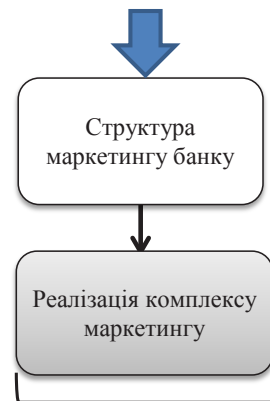 Структура
маркетингу банку
Реалізація комплексу
маркетингу